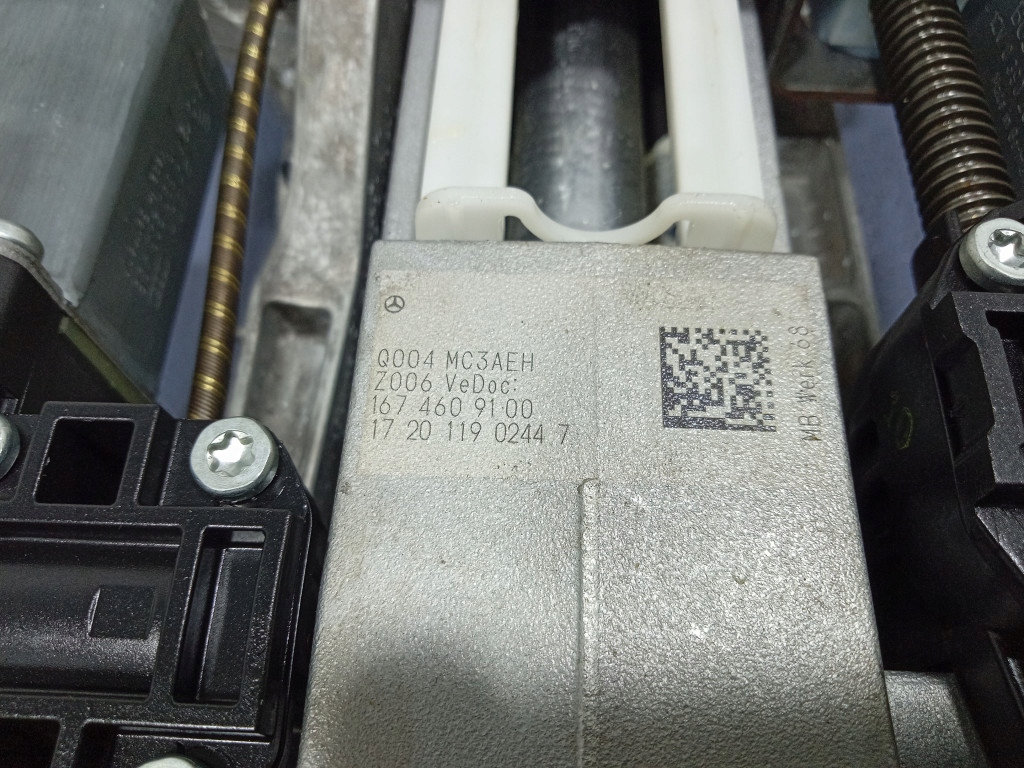 Q004 MC3AEH
Z006 VeDoc:
167 460 91 00
17 20 119 0244 7
MB Werk 68